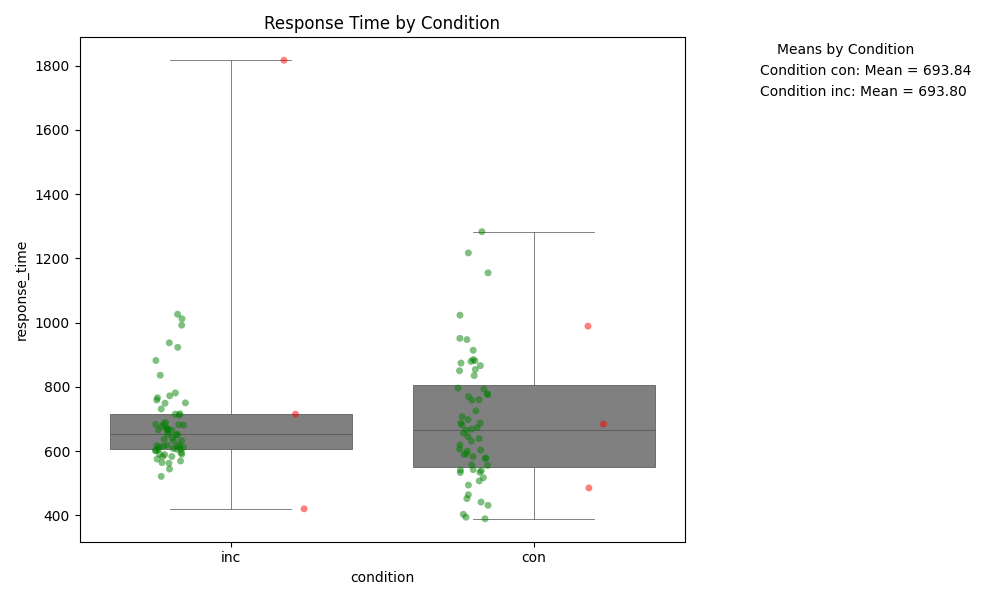 Response Time by Condition
Means by Condition
Condition con: Mean = 693.84
Condition inc: Mean = 693.80
1800
1600
1400
1200
1000
800
600
400
response_time
inc
con
condition